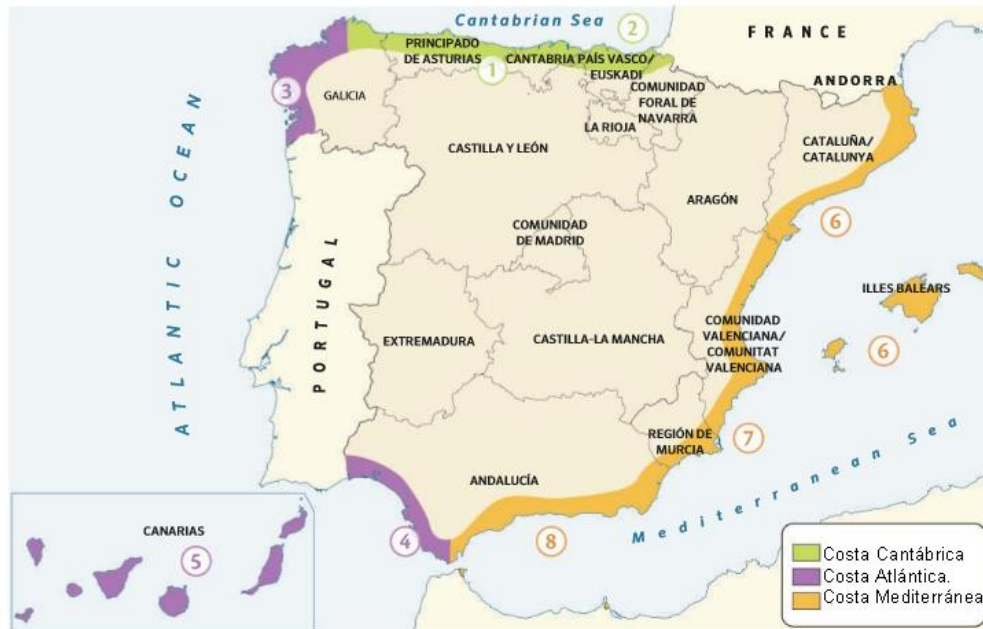 Cantabrian Sea
2
FRANCE
PRINCIPADO
DE ASTURIAS
1
CANTABRIA PAÍS VASCO/
EUSKADI
ANDORRA
3
GALICIA
COMUNIDAD
FORAL DE
NAVARRA
LA RIOJA
CASTILLA Y LEÓN
CATALUÑA/
CATALUNYA
ARAGÓN
6
COMUNIDAD
DE MADRID
ATLANTIC OCEAN
PORTUGAL
ILLES BALEARS
6
EXTREMADURA
CASTILLA-LA MANCHA
COMUNIDAD
VALENCIANA/
COMUNITAT
VALENCIANA
REGIÓN DE
MURCIA
7
Mediterranean Sea
ANDALUCÍA
4
8
CANARIAS
5
Costa Cantábrica
Costa Atlántica.
Costa Mediterránea